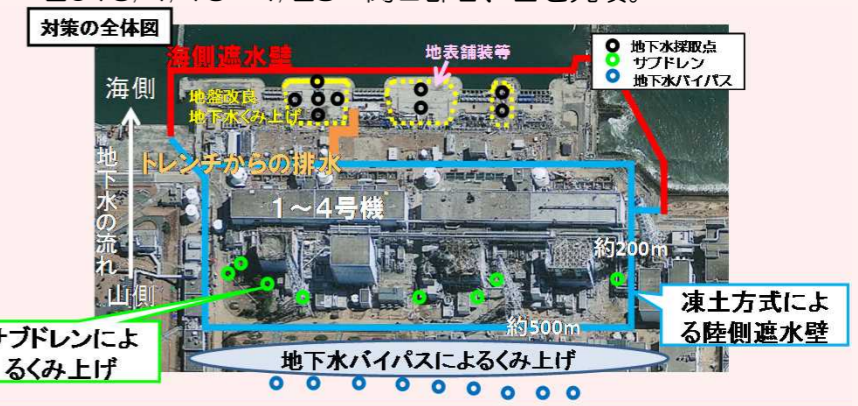 対策の全体図
海側遮水壁
地表舗装等
地下水採取点
サブドレン
地下水バイパス
海側
地盤改良
地下水くみ上げ
トレンチからの排水
地下水の流れ
1～4号機
約200m
山側
サブドレンによ
るくみ上げ
約500m
凍土方式によ
る陸側遮水壁
地下水バイパスによるくみ上げ